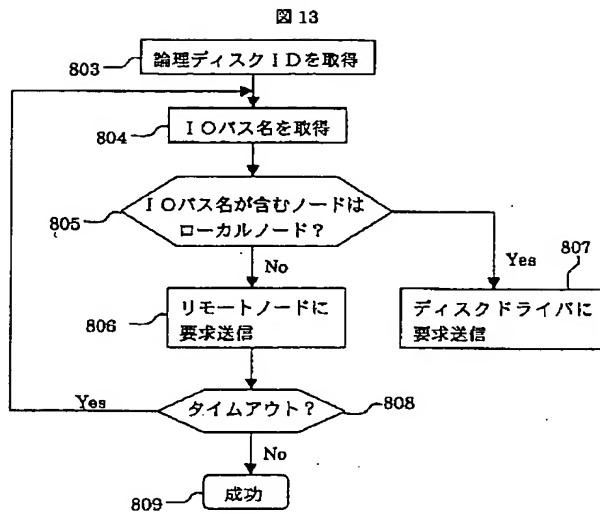 図13
803
論理ディスクIDを取得
804
IOパス名を取得
805
IOパス名が含むノードは
ローカルノード？
No
Yes
806
リモートノードに
要求送信
807
ディスクドライバに
要求送信
Yes
タイムアウト？
808
No
809
成功